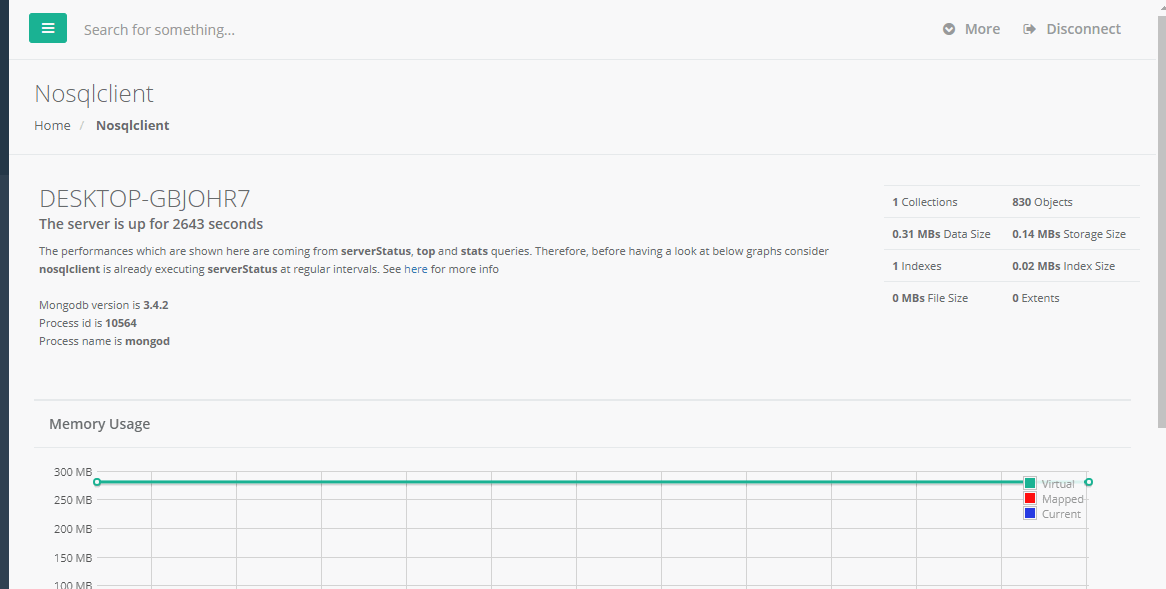 Search for something...
More
Disconnect
Nosqlclient
Home / Nosqlclient
DESKTOP-GBJOHR7
The server is up for 2643 seconds
The performances which are shown here are coming from serverStatus, top and stats queries. Therefore, before having a look at below graphs consider
nosqlclient is already executing serverStatus at regular intervals. See here for more info
Mongodb version is 3.4.2
Process id is 10564
Process name is mongod
1 Collections 830 Objects
0.31 MBs Data Size 0.14 MBs Storage Size
1 Indexes 0.02 MBs Index Size
0 MBs File Size 0 Extents
Memory Usage
300 MB
250 MB
200 MB
150 MB
100 MB
Virtual
Mapped
Current